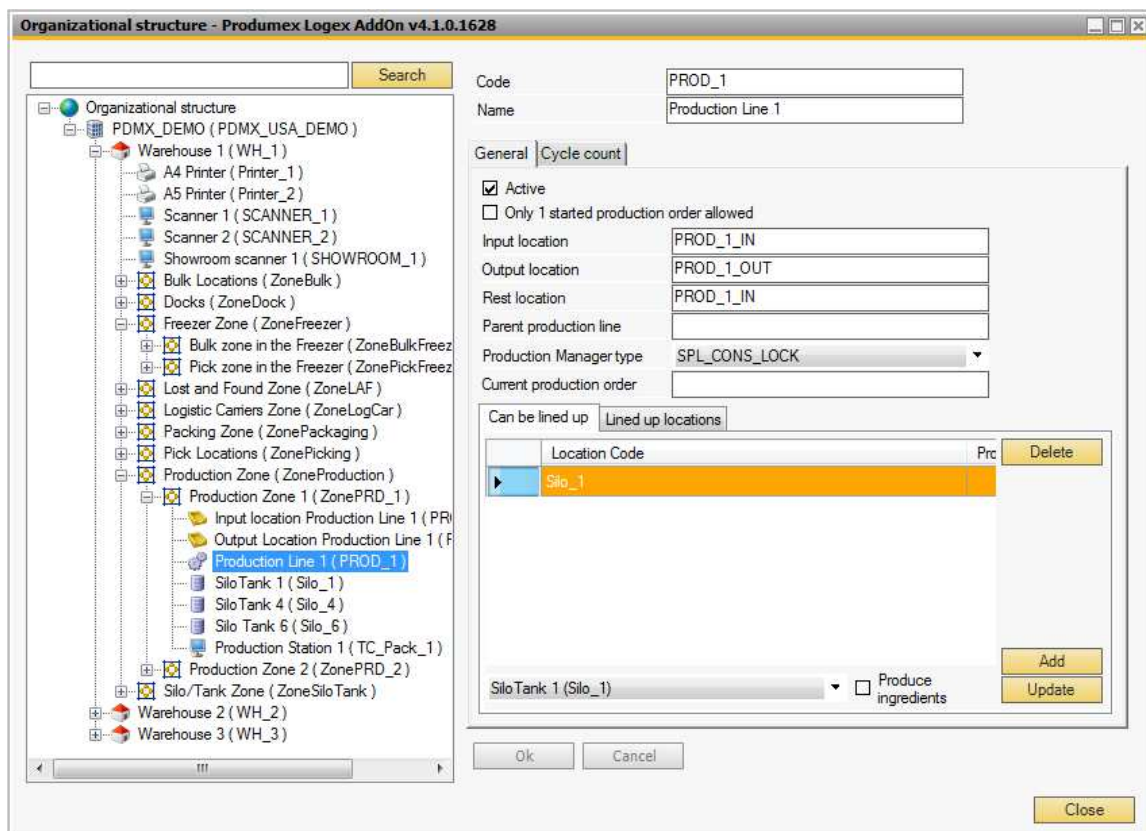 Organizational structure - Produmex Logex AddOn v4.1.0.1628
Search
Organizational structure
PDMX_DEMO ( PDMX_USA_DEMO )
Warehouse 1 ( WH_1 )
A4 Printer ( Printer_1 )
A5 Printer ( Printer_2 )
Scanner 1 ( SCANNER_1 )
Scanner 2 ( SCANNER_2 )
Showroom scanner 1 ( SHOWROOM_1 )
Bulk Locations ( ZoneBulk )
Docks ( ZoneDock )
Freezer Zone ( ZoneFreezer )
Bulk zone in the Freezer ( ZoneBulkFreez
Pick zone in the Freezer ( ZonePickFreez
Lost and Found Zone ( ZoneLAF )
Logistic Carriers Zone ( ZoneLogCar )
Packing Zone ( ZonePackaging )
Pick Locations ( ZonePicking )
Production Zone ( ZoneProduction )
Production Zone 1 ( ZonePRD_1 )
Input location Production Line 1 ( PR
Output Location Production Line 1 ( F
Production Line 1 ( PROD_1 )
SiloTank 1 ( Silo_1 )
SiloTank 4 ( Silo_4 )
Silo Tank 6 ( Silo_6 )
Production Station 1 ( TC_Pack_1 )
Production Zone 2 ( ZonePRD_2 )
Silo/Tank Zone ( ZoneSiloTank )
Warehouse 2 ( WH_2 )
Warehouse 3 ( WH_3 )
Code PROD_1
Name Production Line 1
General Cycle count
Active
Only 1 started production order allowed
Input location PROD_1_IN
Output location PROD_1_OUT
Rest location PROD_1_IN
Parent production line
Production Manager type SPL_CONS_LOCK
Current production order
Can be lined up Lined up locations
Location Code Pro Delete
Silo_1
Add
SiloTank 1 (Silo_1) Produce ingredients Update
Ok Cancel
Close